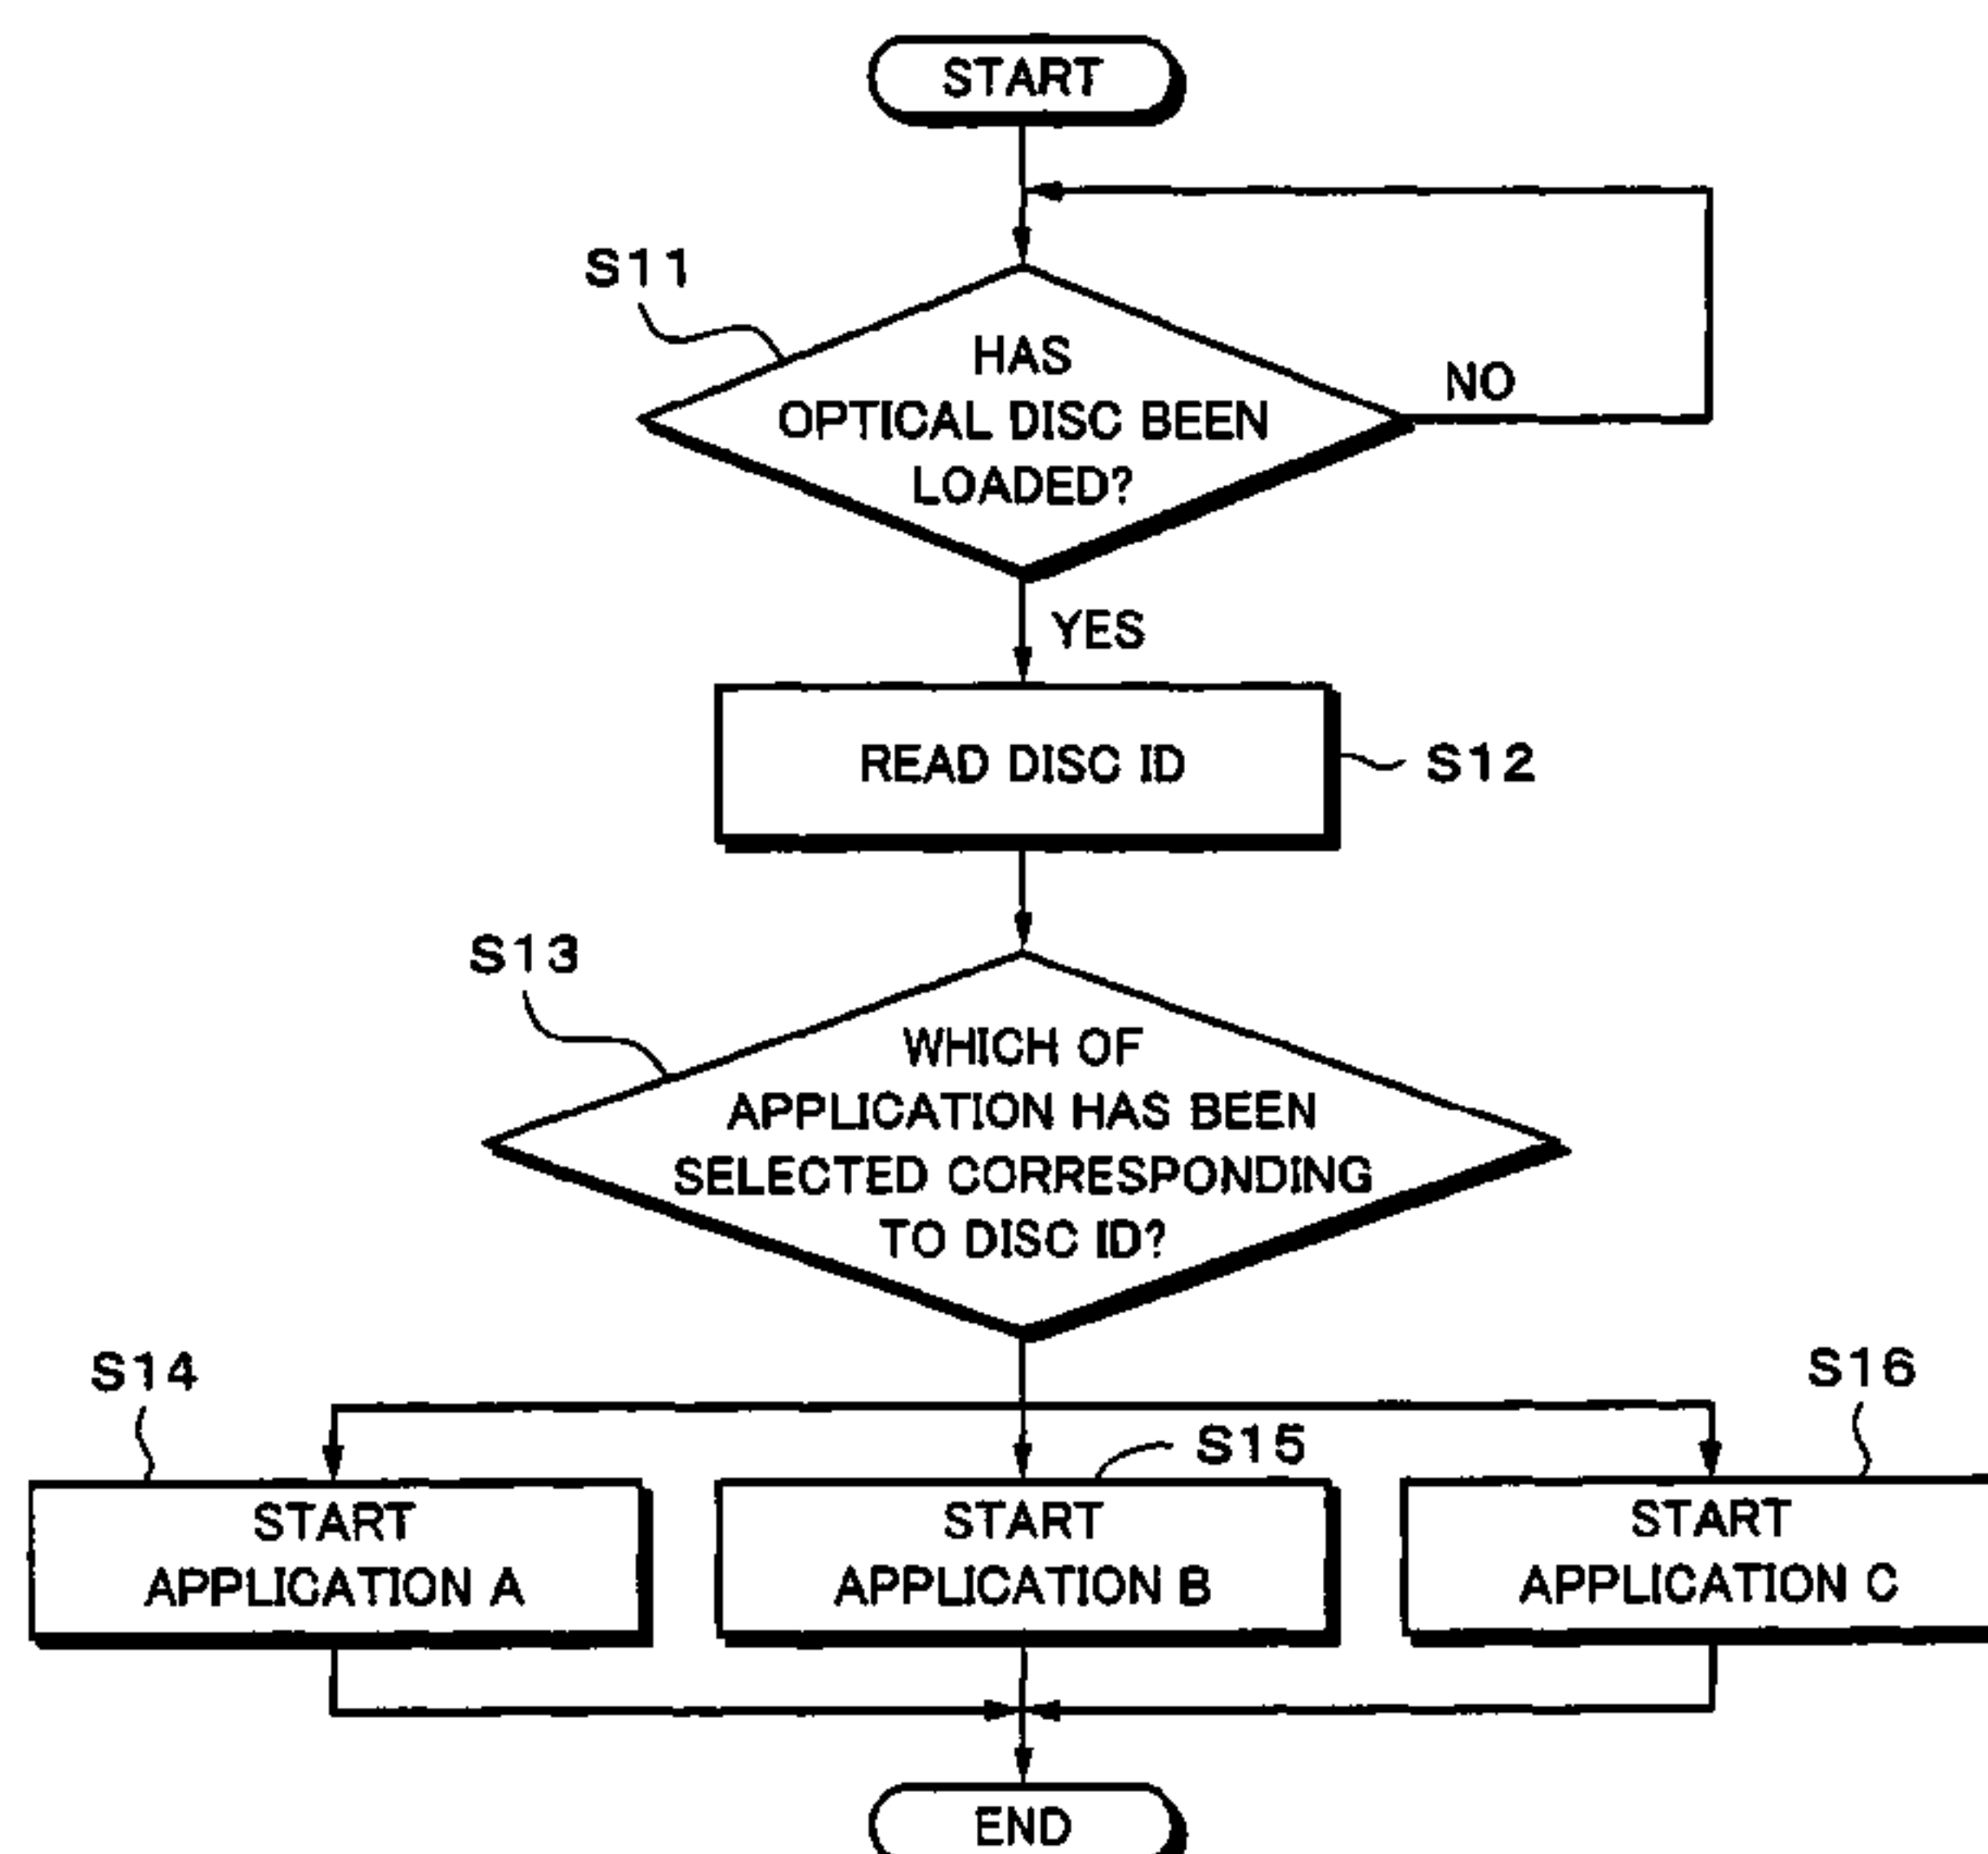 START
S11
HAS
OPTICAL DISC BEEN
LOADED?
NO
YES
READ DISC ID
S12
S13
WHICH OF
APPLICATION HAS BEEN
SELECTED CORRESPONDING
TO DISC ID?
S14
S15
S16
START
APPLICATION A
START
APPLICATION B
START
APPLICATION C
END